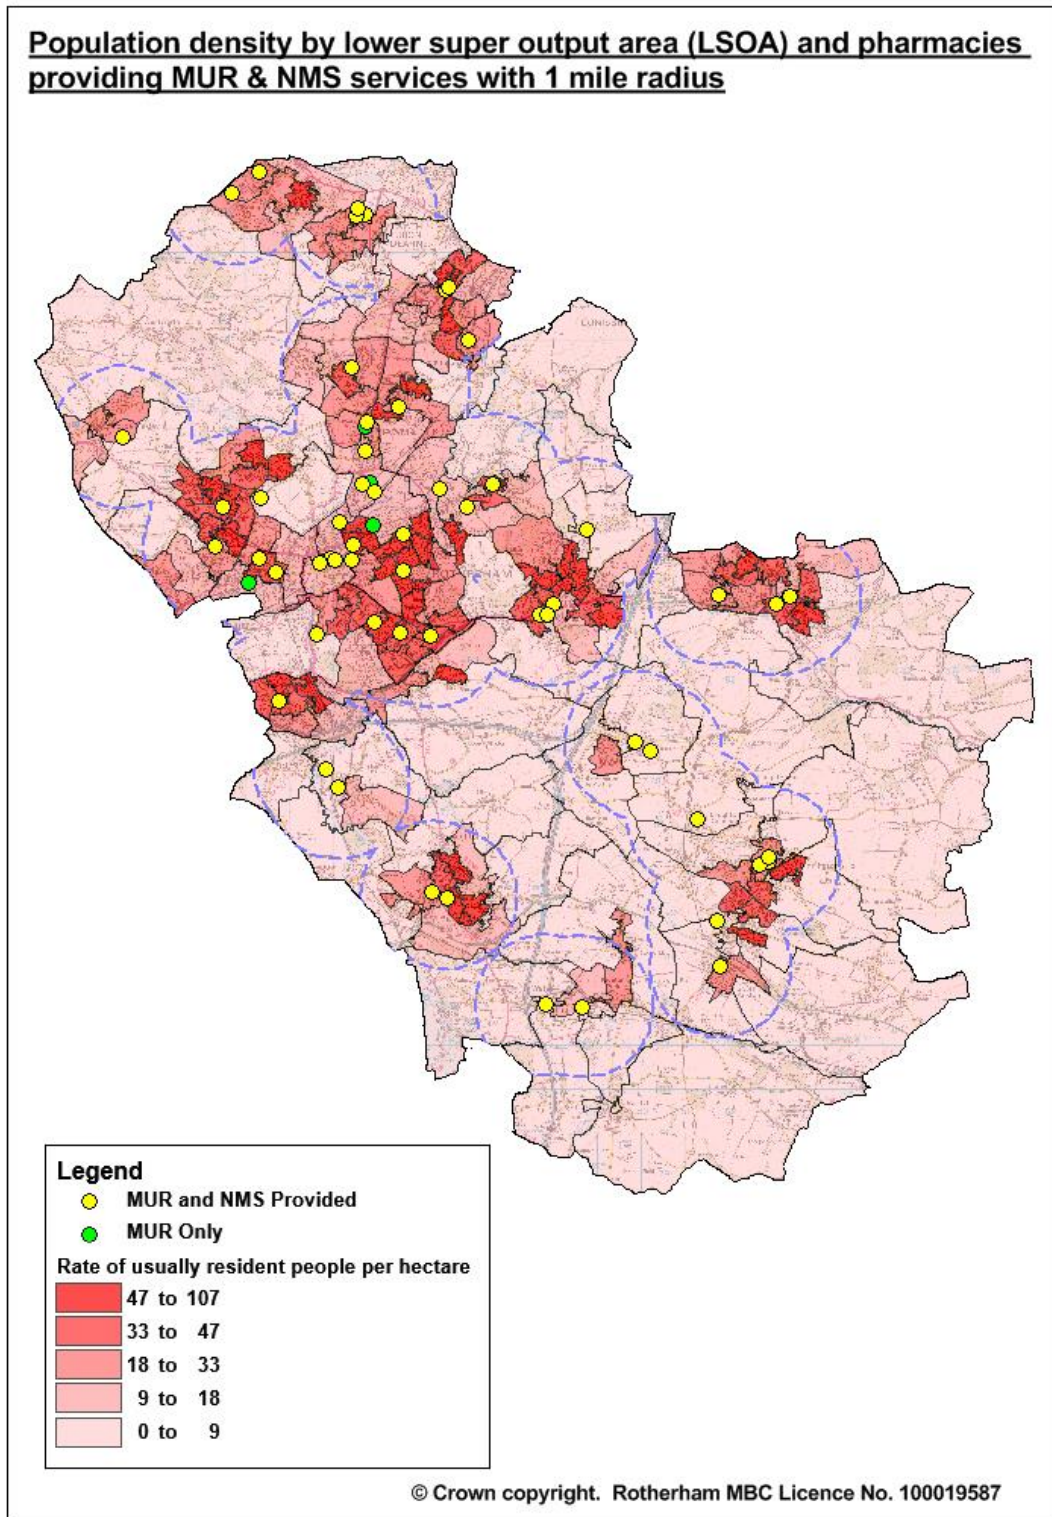 Population density by lower super output area (LSOA) and pharmacies
providing MUR & NMS services with 1 mile radius
Legend
MUR and NMS Provided
MUR Only
Rate of usually resident people per hectare
47 to 107
33 to 47
18 to 33
9 to 18
0 to 9
© Crown copyright. Rotherham MBC Licence No. 100019587